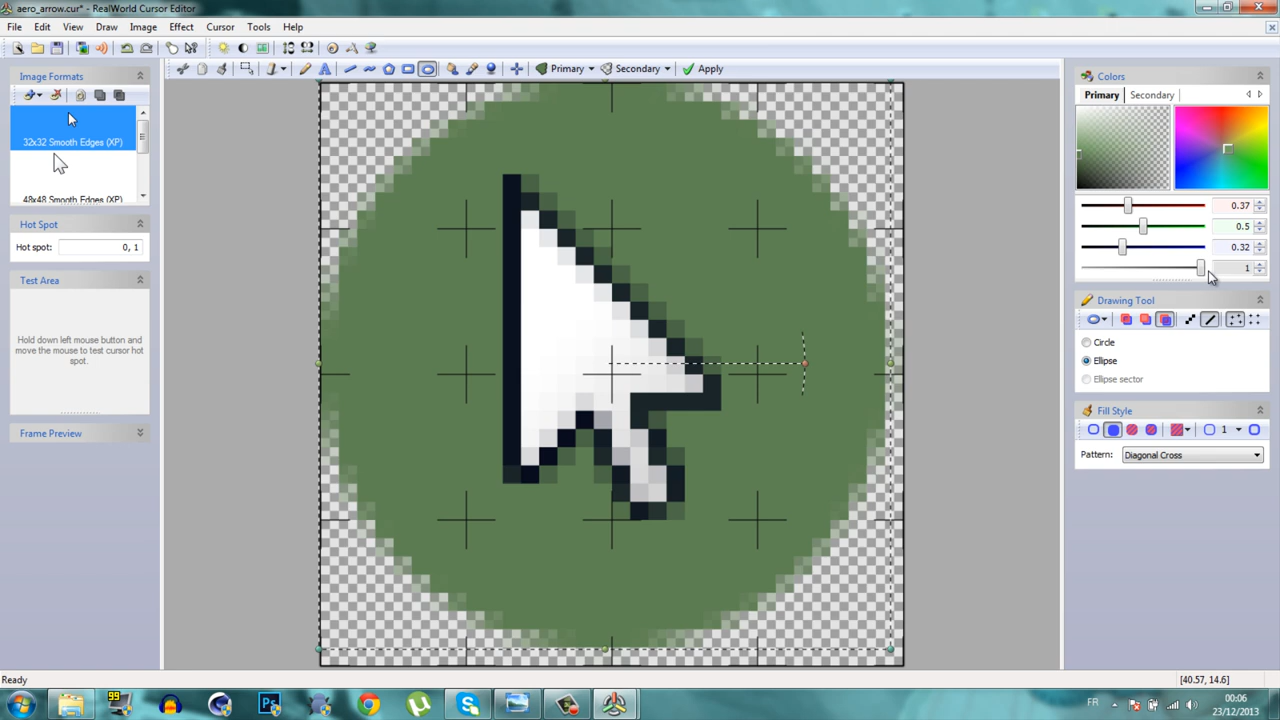 aero_arrow.cur* - RealWorld Cursor Editor
File Edit View Draw Image Effect Cursor Tools Help
Primary Secondary Apply
Image Formats
32x32 Smooth Edges (XP)
48x48 Smooth Edges (XP)
Hot Spot
Hot spot: 0, 1
Test Area
Hold down left mouse button and
move the mouse to test cursor hot
spot.
Frame Preview
Colors
Primary Secondary
0.37
0.5
0.32
1
Drawing Tool
Circle
Ellipse
Ellipse sector
Fill Style
1
Pattern: Diagonal Cross
Ready
[40.57, 14.6]
99
Ps
FR
00:06
23/12/2013